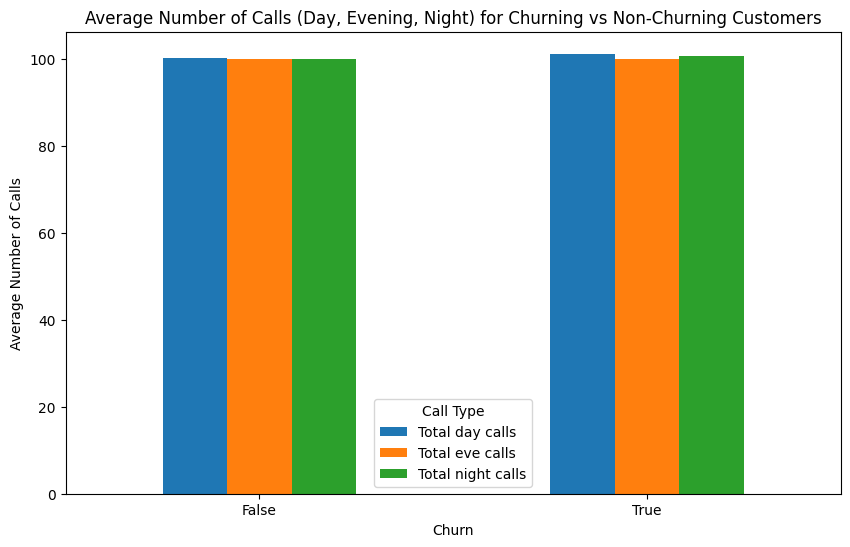 Average Number of Calls (Day, Evening, Night) for Churning vs Non-Churning Customers
100
80
60
40
20
0
Average Number of Calls
Call Type
Total day calls
Total eve calls
Total night calls
False
True
Churn